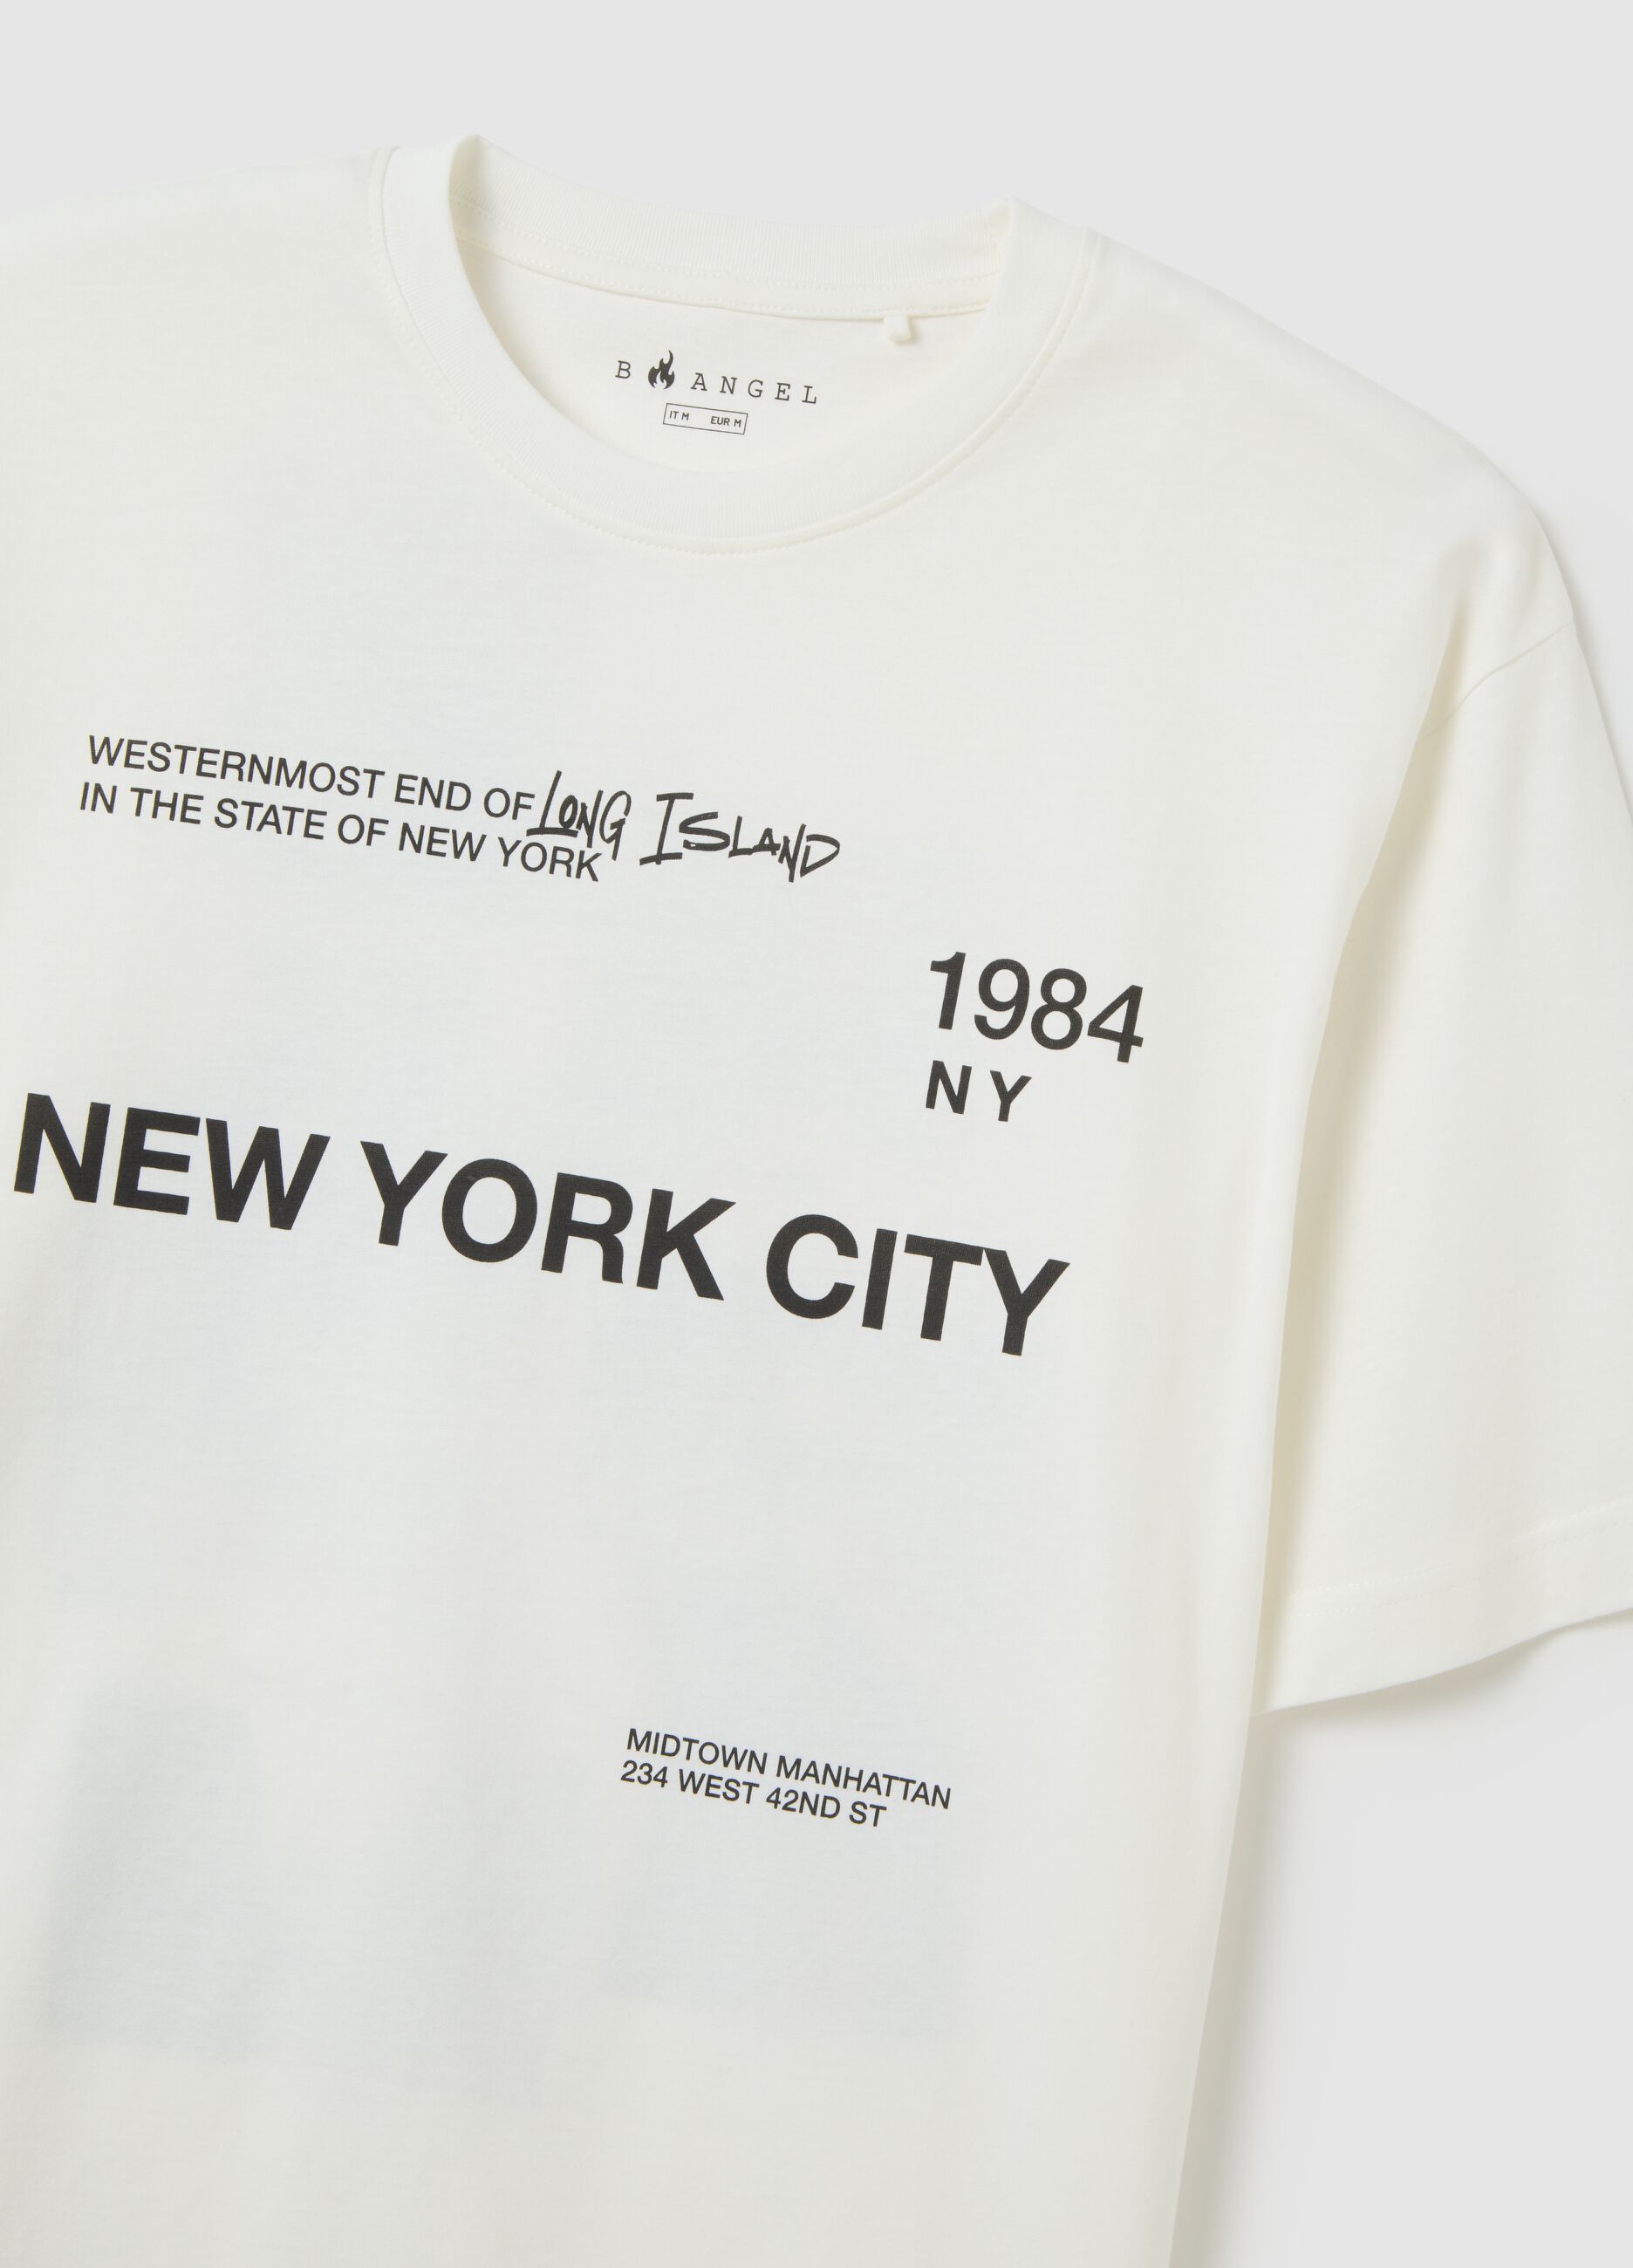 B ANGEL
IT M EUR M
WESTERNMOST END OF LONG ISLAND
IN THE STATE OF NEW YORK
1984
NY
NEW YORK CITY
MIDTOWN MANHATTAN
234 WEST 42ND ST